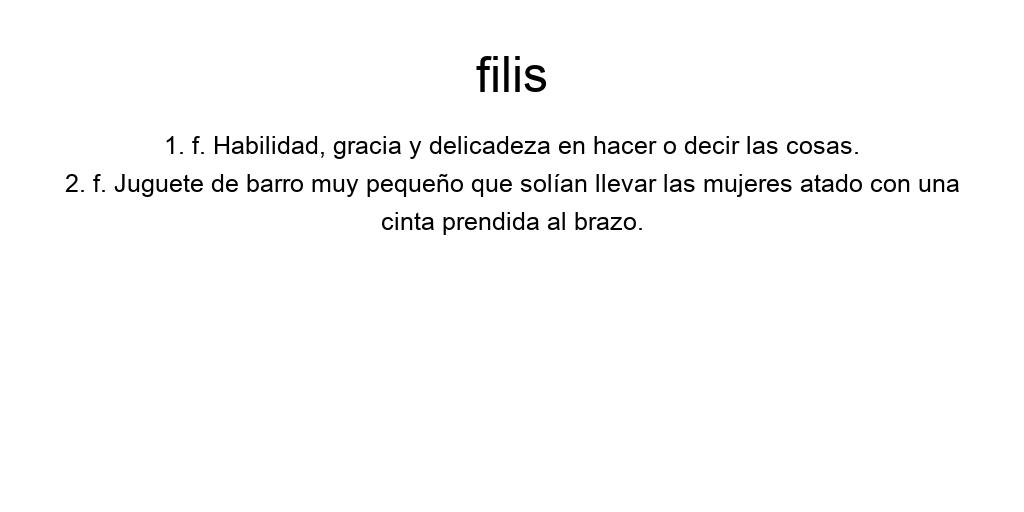 filis
1. f. Habilidad, gracia y delicadeza en hacer o decir las cosas.
2. f. Juguete de barro muy pequeño que solían llevar las mujeres atado con una
cinta prendida al brazo.